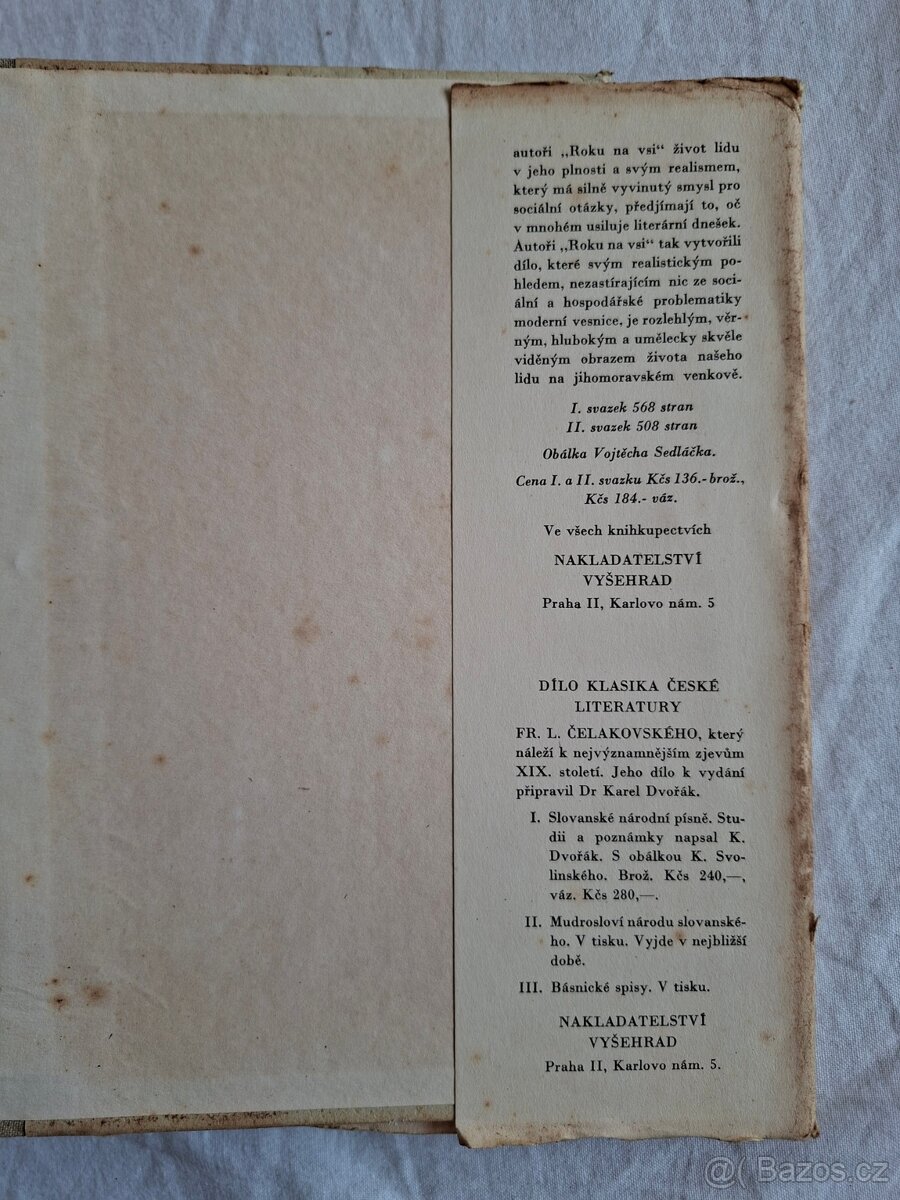 autoři „Roku na vsi“ život lidu
v jeho plnosti a svým realismem,
který má silně vyvinutý smysl pro
sociální otázky, předjímají to, oč
v mnohém usiluje literární dnešek.
Autoři „Roku na vsi“ tak vytvořili
dílo, které svým realistickým po-
hledem, nezastírajícím nic ze soci-
ální a hospodářské problematiky
moderní vesnice, je rozlehlým, věr-
ným, hlubokým a umělecky skvěle
viděným obrazem života našeho
lidu na jihomoravském venkově.
I. svazek 568 stran
II. svazek 508 stran
Obálka Vojtěcha Sedláčka.
Cena I. a II. svazku Kčs 136.- brož.,
Kčs 184.- váz.
Ve všech knihkupectvích
NAKLADATELSTVÍ
VYŠEHRAD
Praha II, Karlovo nám. 5
DÍLO KLASIKA ČESKÉ
LITERATURY
FR. L. ČELAKOVSKÉHO, který
náleží k nejvýznamnějším zjevům
XIX. století. Jeho dílo k vydání
připravil Dr Karel Dvořák.
I. Slovanské národní písně. Stu-
dii a poznámky napsal K.
Dvořák. S obálkou K. Svo-
linského. Brož. Kčs 240,—,
váz. Kčs 280,—.
II. Mudrosloví národu slovanské-
ho. V tisku. Vyjde v nejbližší
době.
III. Básnické spisy. V tisku.
NAKLADATELSTVÍ
VYŠEHRAD
Praha II, Karlovo nám. 5.
@ Bazos.cz